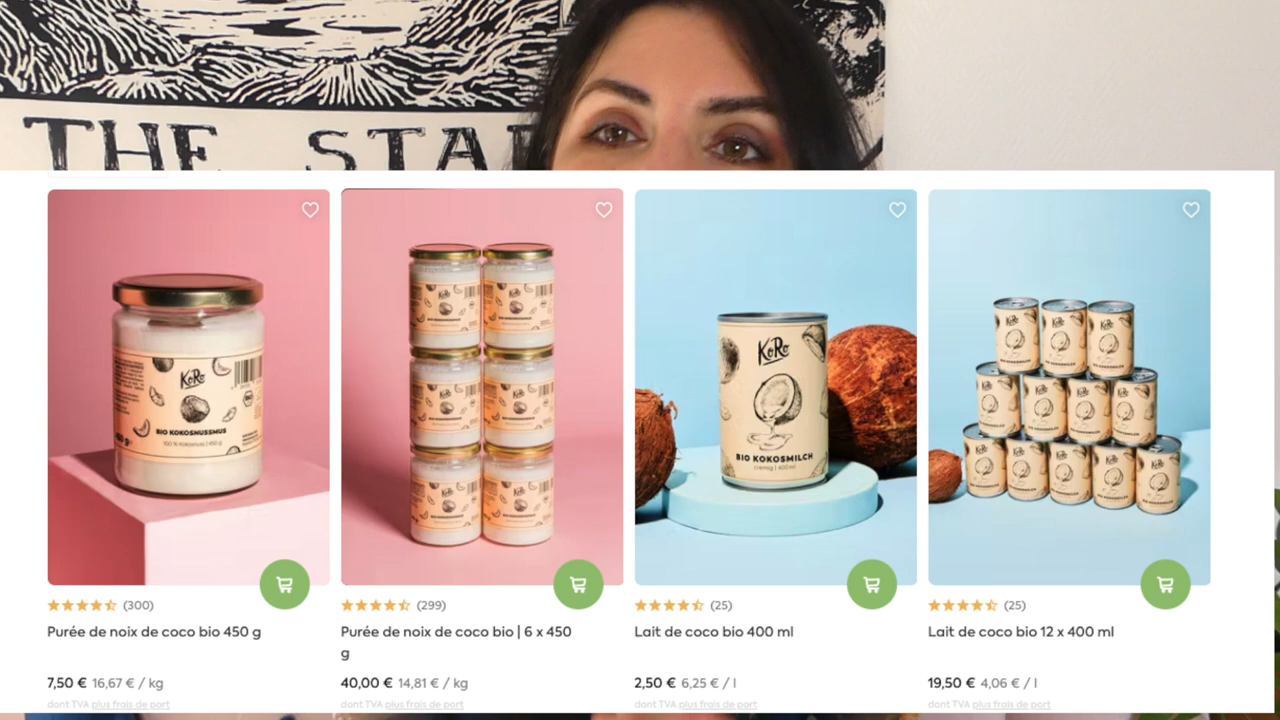 THE STA
KoRo
BIO KOKOSNUSSMUS
100 % Kokosnuss | 450 g
KoRo
BIO KOKOSMILCH
cremig | 400 ml
(300)
Purée de noix de coco bio 450 g
7,50 € 16,67 € / kg
dont TVA plus frais de port
(299)
Purée de noix de coco bio | 6 x 450
g
40,00 € 14,81 € / kg
dont TVA plus frais de port
(25)
Lait de coco bio 400 ml
2,50 € 6,25 € / l
dont TVA plus frais de port
(25)
Lait de coco bio 12 x 400 ml
19,50 € 4,06 € / l
dont TVA plus frais de port